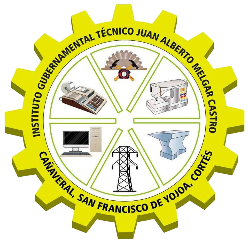 INSTITUTO GUBERNAMENTAL TÉCNICO JUAN ALBERTO MELGAR CASTRO
CAÑAVERAL, SAN FRANCISCO DE YOJOA, CORTÉS